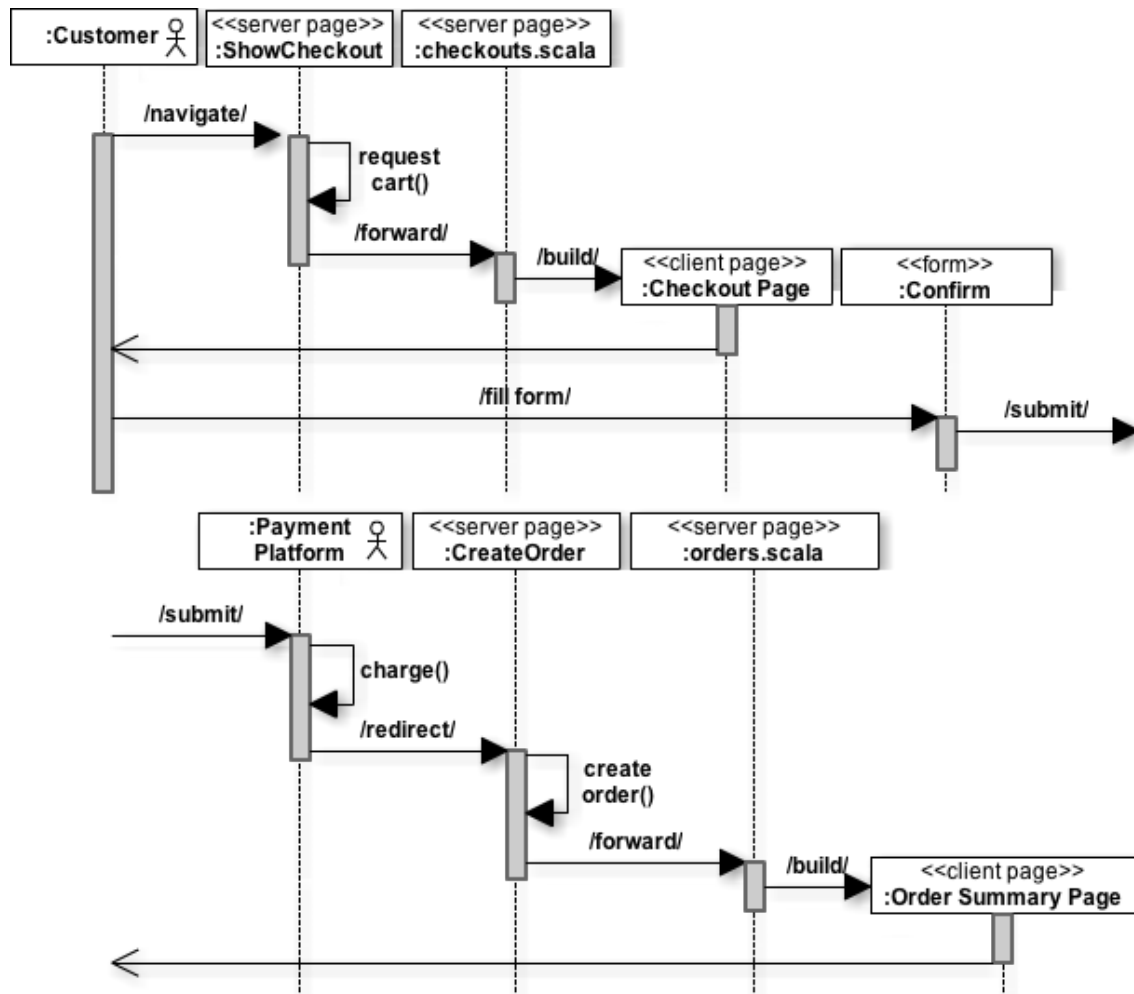 :Customer
<<server page>>
:ShowCheckout
<<server page>>
:checkouts.scala
/navigate/
request
cart()
/forward/
/build/
<<client page>>
:Checkout Page
<<form>>
:Confirm
/fill form/
/submit/
:Payment
Platform
<<server page>>
:CreateOrder
<<server page>>
:orders.scala
/submit/
charge()
/redirect/
create
order()
/forward/
/build/
<<client page>>
:Order Summary Page